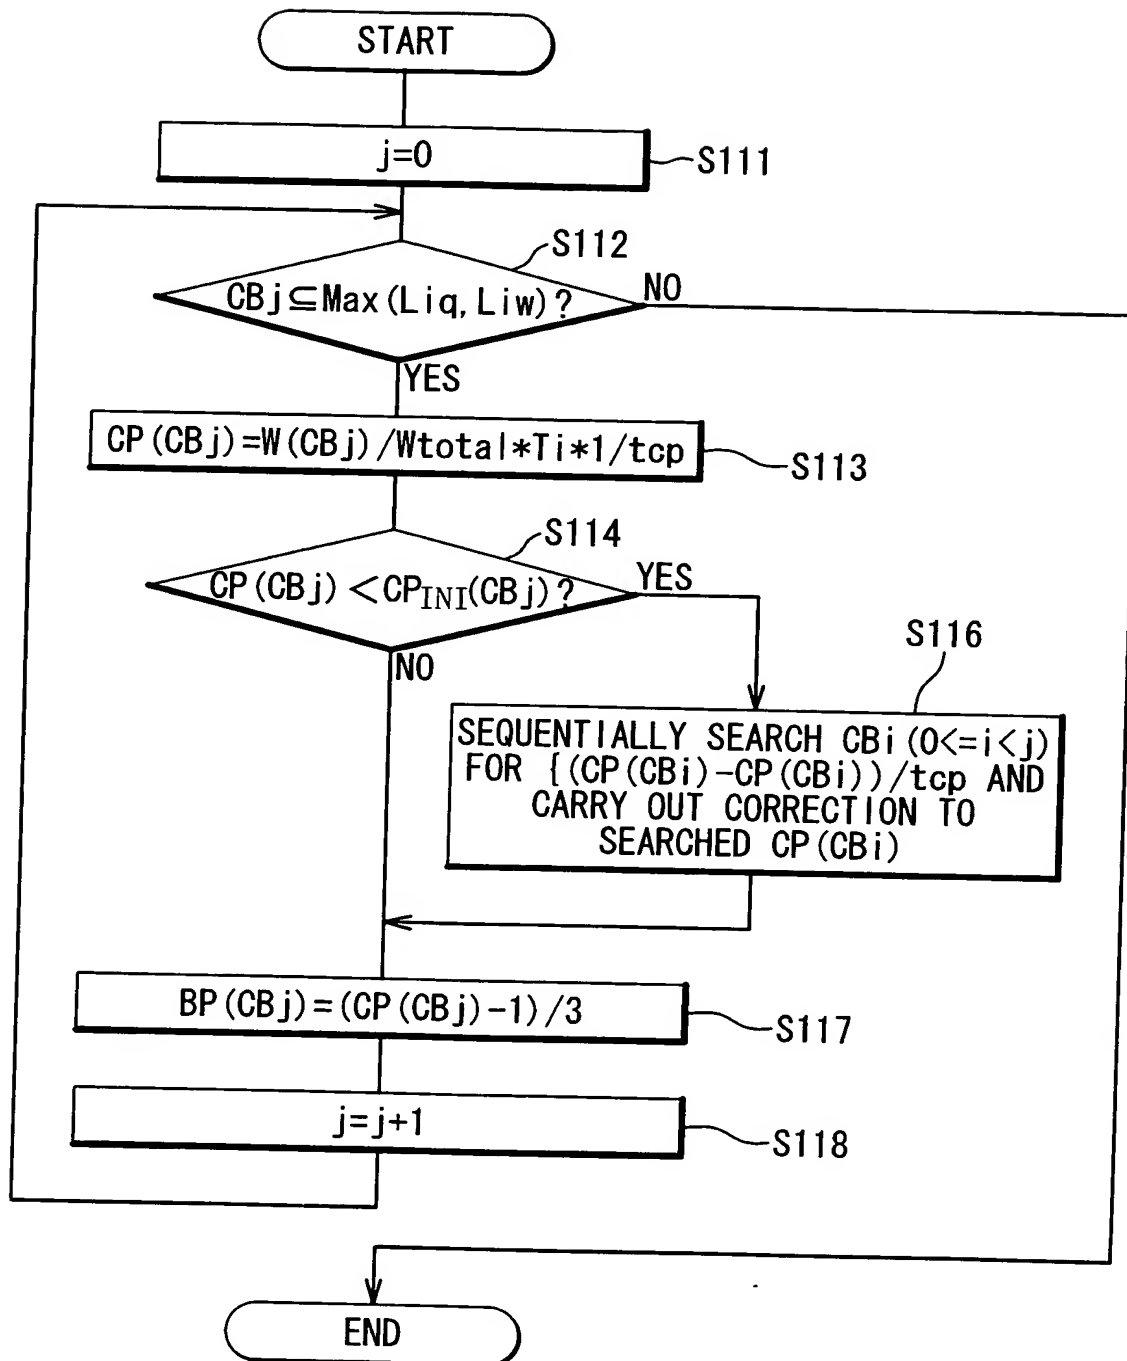 START
j=0
S111
S112
CBj⊆Max(Liq,Liw)?
NO
YES
CP(CBj)=W(CBj)/Wtotal*Ti*1/tcp
S113
S114
CP(CBj)<CPINI(CBj)?
YES
NO
S116
SEQUENTIALLY SEARCH CBi(0<=i<j)
FOR {(CP(CBi)-CP(CBi))/tcp AND
CARRY OUT CORRECTION TO
SEARCHED CP(CBi)
BP(CBj)=(CP(CBj)-1)/3
S117
j=j+1
S118
END